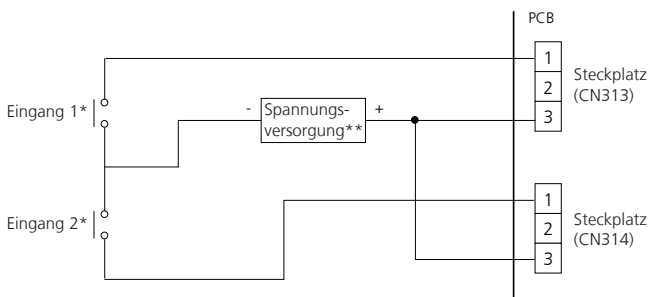 PCB
1
2
3
Steckplatz
(CN313)
Eingang 1*
- Spannungs- +
versorgung**
Eingang 2*
1
2
3
Steckplatz
(CN314)